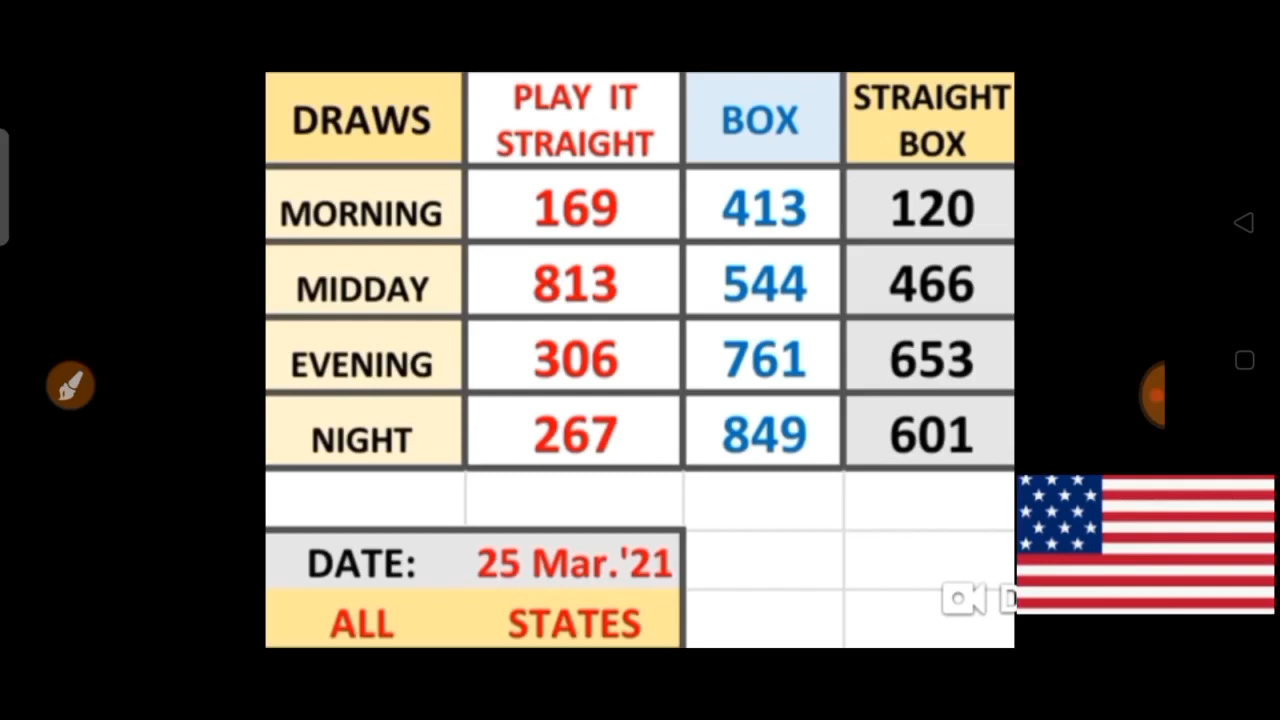 DRAWS PLAY IT STRAIGHT BOX STRAIGHT BOX
MORNING 169 413 120
MIDDAY 813 544 466
EVENING 306 761 653
NIGHT 267 849 601
DATE: 25 Mar.'21
ALL STATES